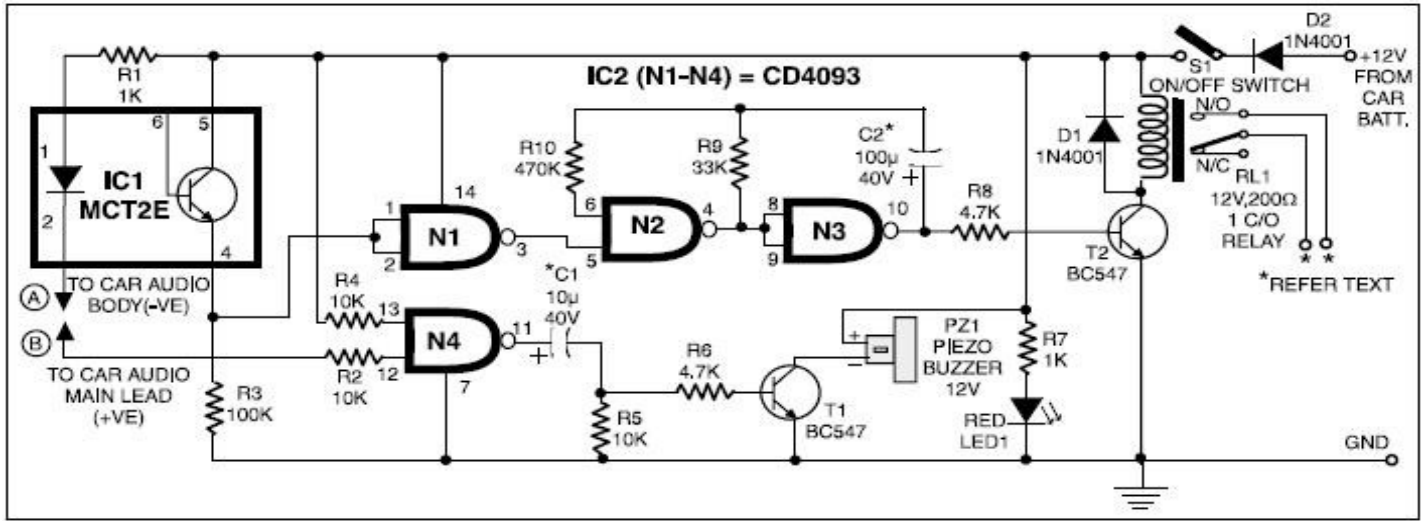 D2
1N4001
+12V
FROM
CAR
BATT.
S1
ON/OFF SWITCH
R1
1K
IC2 (N1-N4) = CD4093
6
5
1
2
IC1
MCT2E
4
14
1
2
N1
3
R10
470K
6
5
N2
4
R9
33K
8
9
N3
10
C2*
100µ
40V
+
R8
4.7K
D1
1N4001
N/O
N/C
RL1
12V,200Ω
1 C/O
RELAY
* *
*REFER TEXT
T2
BC547
A
TO CAR AUDIO
BODY(-VE)
B
TO CAR AUDIO
MAIN LEAD
(+VE)
R4
10K
13
12
N4
11
7
R2
10K
R3
100K
*C1
10µ
40V
+
R5
10K
R6
4.7K
T1
BC547
+
–
PZ1
PIEZO
BUZZER
12V
R7
1K
RED
LED1
GND